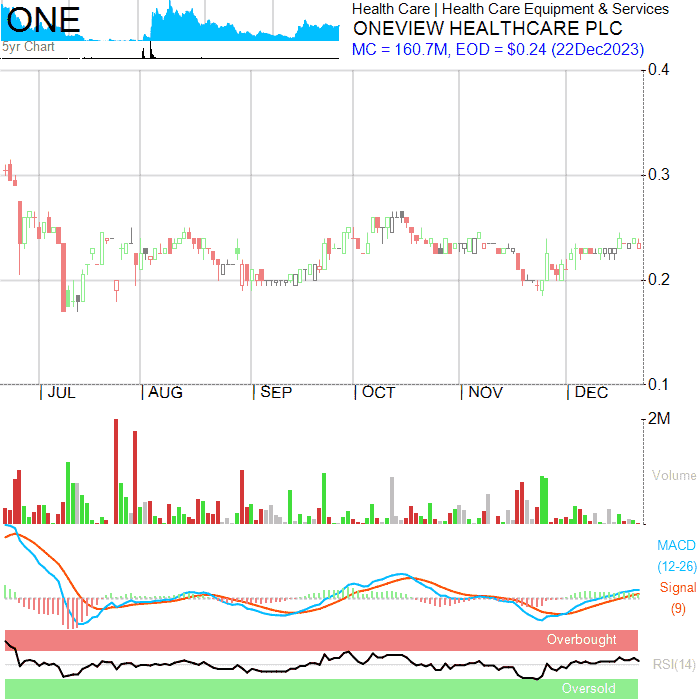 ONE
5yr Chart
Health Care | Health Care Equipment & Services
ONEVIEW HEALTHCARE PLC
MC = 160.7M, EOD = $0.24 (22Dec2023)
0.4
0.3
0.2
0.1
| JUL | AUG | SEP | OCT | NOV | DEC
2M
Volume
MACD
(12-26)
Signal
(9)
Overbought
RSI(14)
Oversold